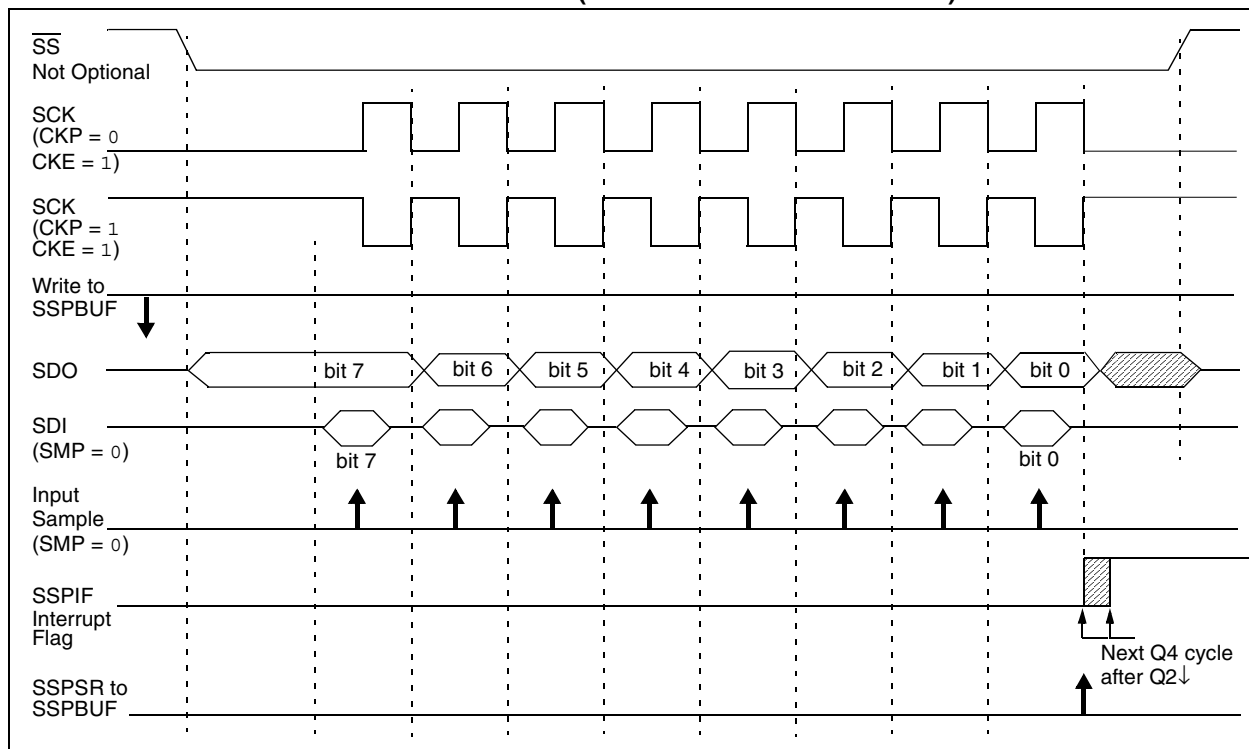 SS
Not Optional
SCK
(CKP = 0
CKE = 1)
SCK
(CKP = 1
CKE = 1)
Write to
SSPBUF
SDO
bit 7 bit 6 bit 5 bit 4 bit 3 bit 2 bit 1 bit 0
SDI
(SMP = 0)
bit 7 bit 0
Input
Sample
(SMP = 0)
SSPIF
Interrupt
Flag
Next Q4 cycle
after Q2↓
SSPSR to
SSPBUF